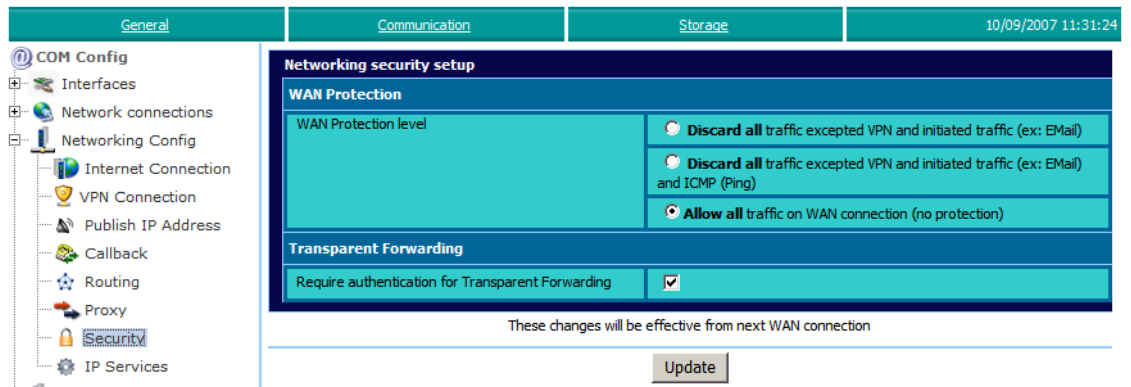 General
Communication
Storage
10/09/2007 11:31:24
COM Config
Interfaces
Network connections
Networking Config
Internet Connection
VPN Connection
Publish IP Address
Callback
Routing
Proxy
Security
IP Services
Networking security setup
WAN Protection
WAN Protection level
Discard all traffic excepted VPN and initiated traffic (ex: EMail)
Discard all traffic excepted VPN and initiated traffic (ex: EMail)
and ICMP (Ping)
Allow all traffic on WAN connection (no protection)
Transparent Forwarding
Require authentication for Transparent Forwarding
These changes will be effective from next WAN connection
Update